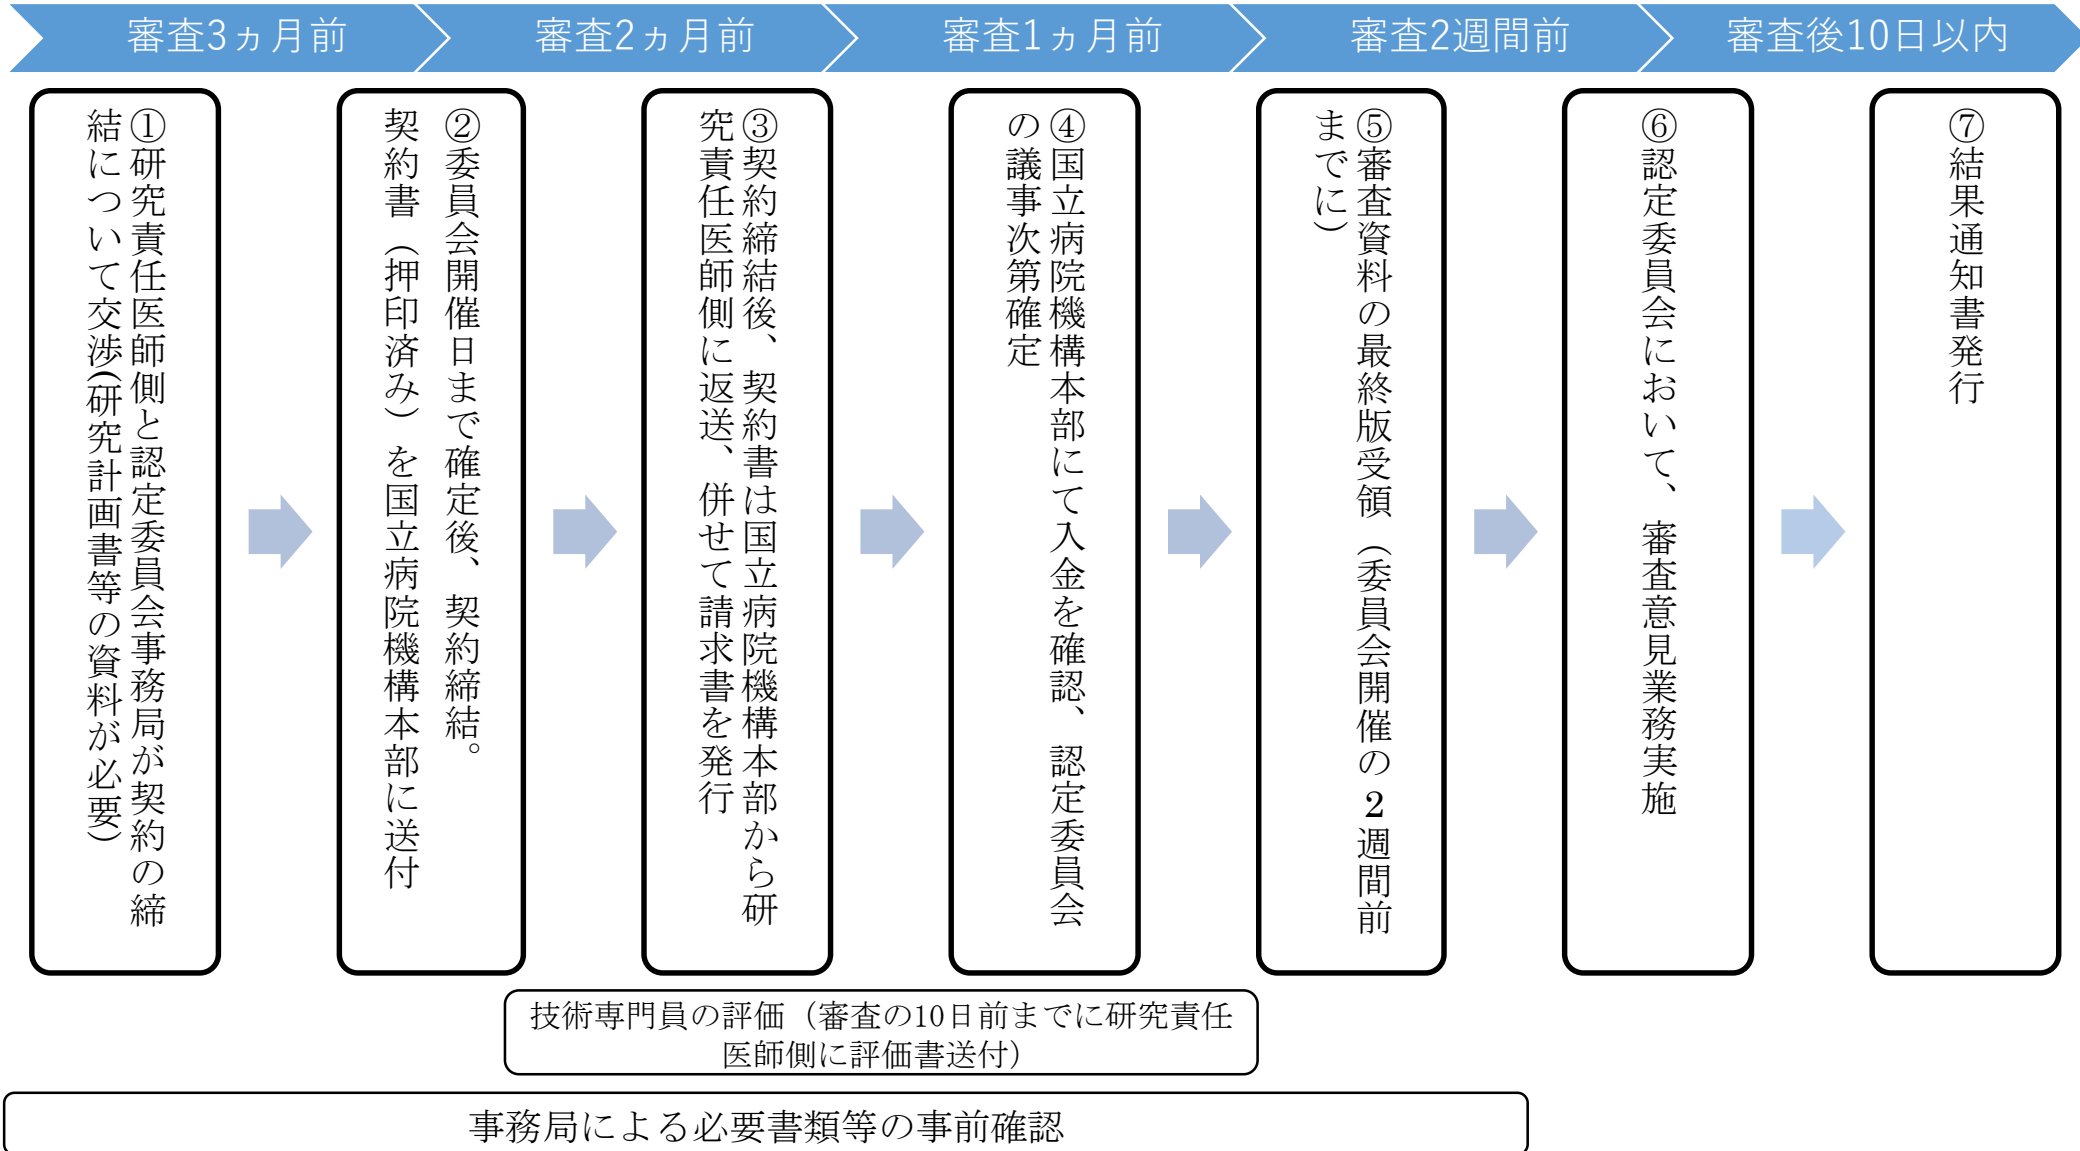 審査3ヵ月前
審査2ヵ月前
審査1ヵ月前
審査2週間前
審査後10日以内
①研究責任医師側と認定委員会事務局が契約の締
結について交渉(研究計画書等の資料が必要)
②委員会開催日まで確定後、契約締結。
契約書（押印済み）を国立病院機構本部に送付
③契約締結後、契約書は国立病院機構本部から研
究責任医師側に返送、併せて請求書を発行
④国立病院機構本部にて入金を確認、認定委員会
の議事次第確定
⑤審査資料の最終版受領（委員会開催の2週間前
までに）
⑥認定委員会において、審査意見業務実施
⑦結果通知書発行
技術専門員の評価（審査の10日前までに研究責任
医師側に評価書送付）
事務局による必要書類等の事前確認